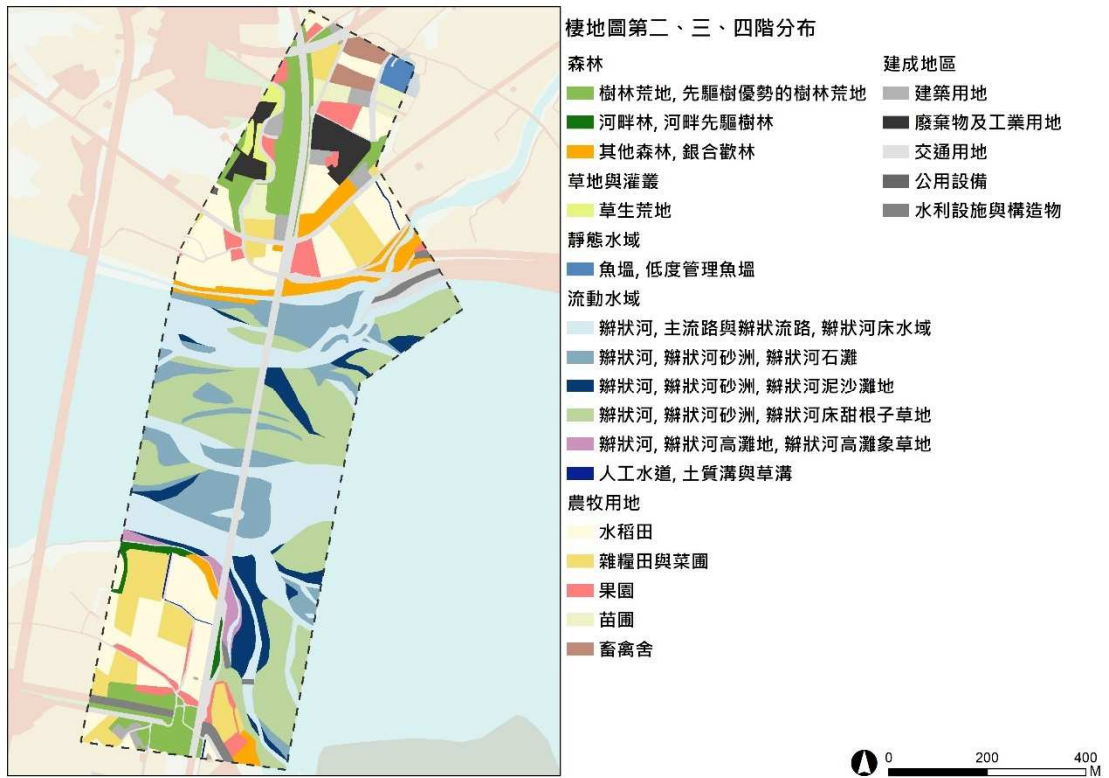 棲地圖第二、三、四階分布
森林
樹林荒地, 先驅樹優勢的樹林荒地
河畔林, 河畔先驅樹林
其他森林, 銀合歡林
草地與灌叢
草生荒地
靜態水域
魚塭, 低度管理魚塭
流動水域
辮狀河, 主流路與辮狀流路, 辮狀河床水域
辮狀河, 辮狀河砂洲, 辮狀河石灘
辮狀河, 辮狀河砂洲, 辮狀河泥沙灘地
辮狀河, 辮狀河砂洲, 辮狀河床甜根子草地
辮狀河, 辮狀河高灘地, 辮狀河高灘象草地
人工水道, 土質溝與草溝
農牧用地
水稻田
雜糧田與菜圃
果園
苗圃
畜禽舍
建成地區
建築用地
廢棄物及工業用地
交通用地
公用設備
水利設施與構造物
0 200 400
M